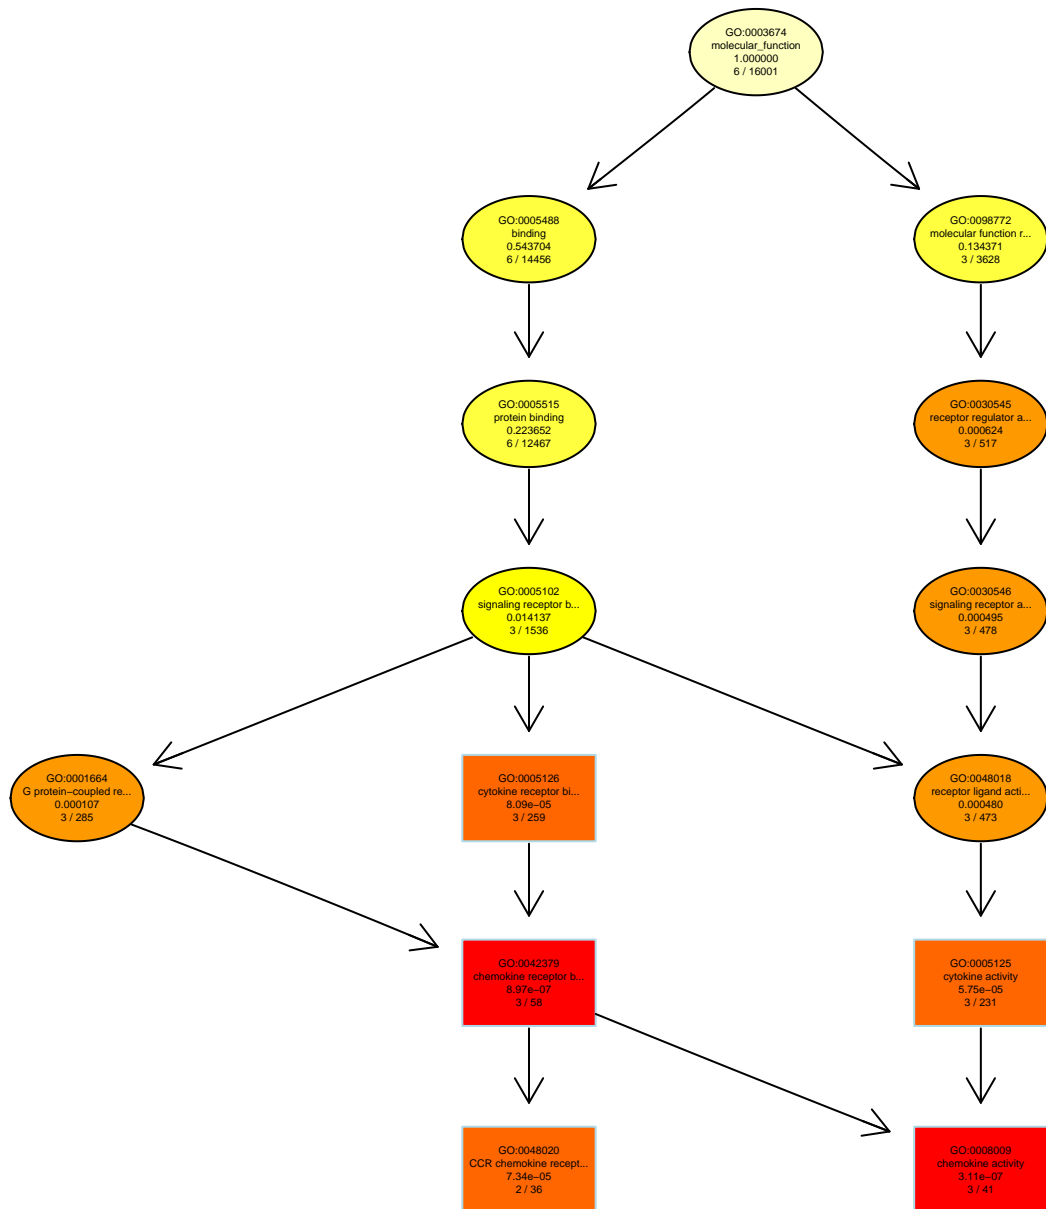 GO:0003674
molecular_function
1.000000
6 / 16001
GO:0005488
binding
0.543704
6 / 14456
GO:0098772
molecular function r...
0.134371
3 / 3628
GO:0005515
protein binding
0.223652
6 / 12467
GO:0030545
receptor regulator a...
0.000624
3 / 517
GO:0005102
signaling receptor b...
0.014137
3 / 1536
GO:0030546
signaling receptor a...
0.000495
3 / 478
GO:0001664
G protein−coupled re...
0.000107
3 / 285
GO:0005126
cytokine receptor bi...
8.09e−05
3 / 259
GO:0048018
receptor ligand acti...
0.000480
3 / 473
GO:0042379
chemokine receptor b...
8.97e−07
3 / 58
GO:0005125
cytokine activity
5.75e−05
3 / 231
GO:0048020
CCR chemokine recept...
7.34e−05
2 / 36
GO:0008009
chemokine activity
3.11e−07
3 / 41